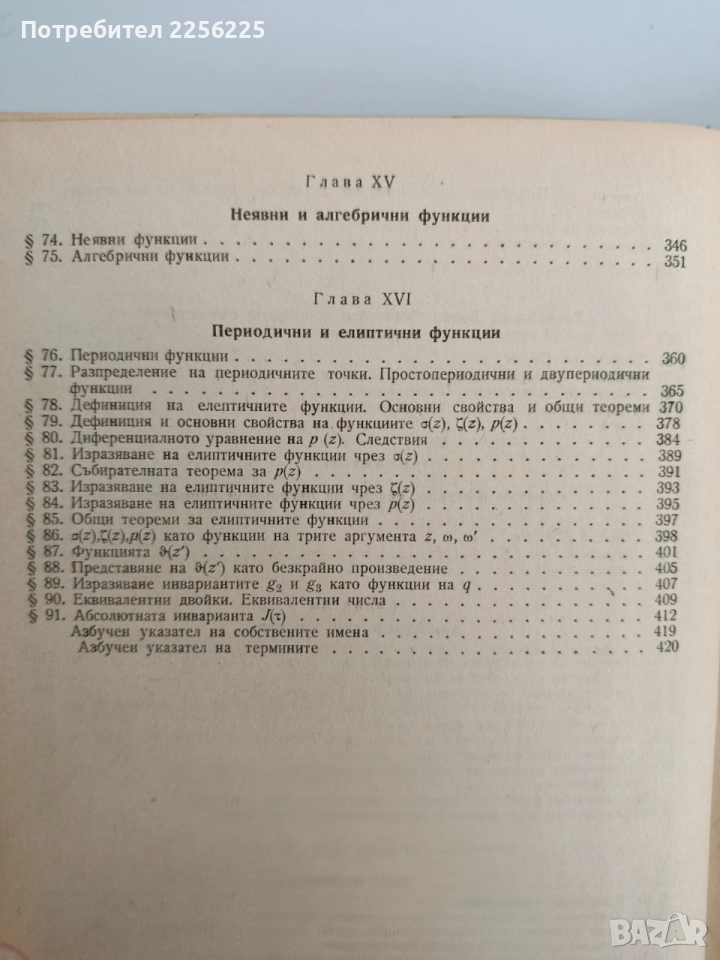 Потребител 2256225
Глава XV
Неявни и алгебрични функции
§ 74. Неявни функции . . . . . . . . . . . . . . . . . . . . . . . . . . 346
§ 75. Алгебрични функции . . . . . . . . . . . . . . . . . . . . . . . . 351
Глава XVI
Периодични и елиптични функции
§ 76. Периодични функции . . . . . . . . . . . . . . . . . . . . . . . . 360
§ 77. Разпределение на периодичните точки. Простопериодични и двупериодични
функции . . . . . . . . . . . . . . . . . . . . . . . . . . . . 365
§ 78. Дефиниция на елептичните функции. Основни свойства и общи теореми 370
§ 79. Дефиниция и основни свойства на функциите σ(z), ζ(z), p(z) . . . . . . . 378
§ 80. Диференциалното уравнение на p (z). Следствия . . . . . . . . . . . . 384
§ 81. Изразяване на елиптичните функции чрез σ(z) . . . . . . . . . . . . . 389
§ 82. Събирателната теорема за p(z) . . . . . . . . . . . . . . . . . . . 391
§ 83. Изразяване на елиптичните функции чрез ζ(z) . . . . . . . . . . . . . 393
§ 84. Изразяване на елептичните функции чрез p(z) . . . . . . . . . . . . . 395
§ 85. Общи теореми за елиптичните функции . . . . . . . . . . . . . . . . 397
§ 86. σ(z),ζ(z),p(z) като функции на трите аргумента z, ω, ω′ . . . . . . . . . 398
§ 87. Функцията ϑ(z′) . . . . . . . . . . . . . . . . . . . . . . . . . . 401
§ 88. Представяне на ϑ(z′) като безкрайно произведение . . . . . . . . . . . 405
§ 89. Изразяване инвариантите g₂ и g₃ като функции на q . . . . . . . . . . 407
§ 90. Еквивалентни двойки. Еквивалентни числа . . . . . . . . . . . . . . . 409
§ 91. Абсолютната инварианта J(τ) . . . . . . . . . . . . . . . . . . . . 412
Азбучен указател на собствените имена . . . . . . . . . . . . . . . . 419
Азбучен указател на термините . . . . . . . . . . . . . . . . . . . 420
BAZAR